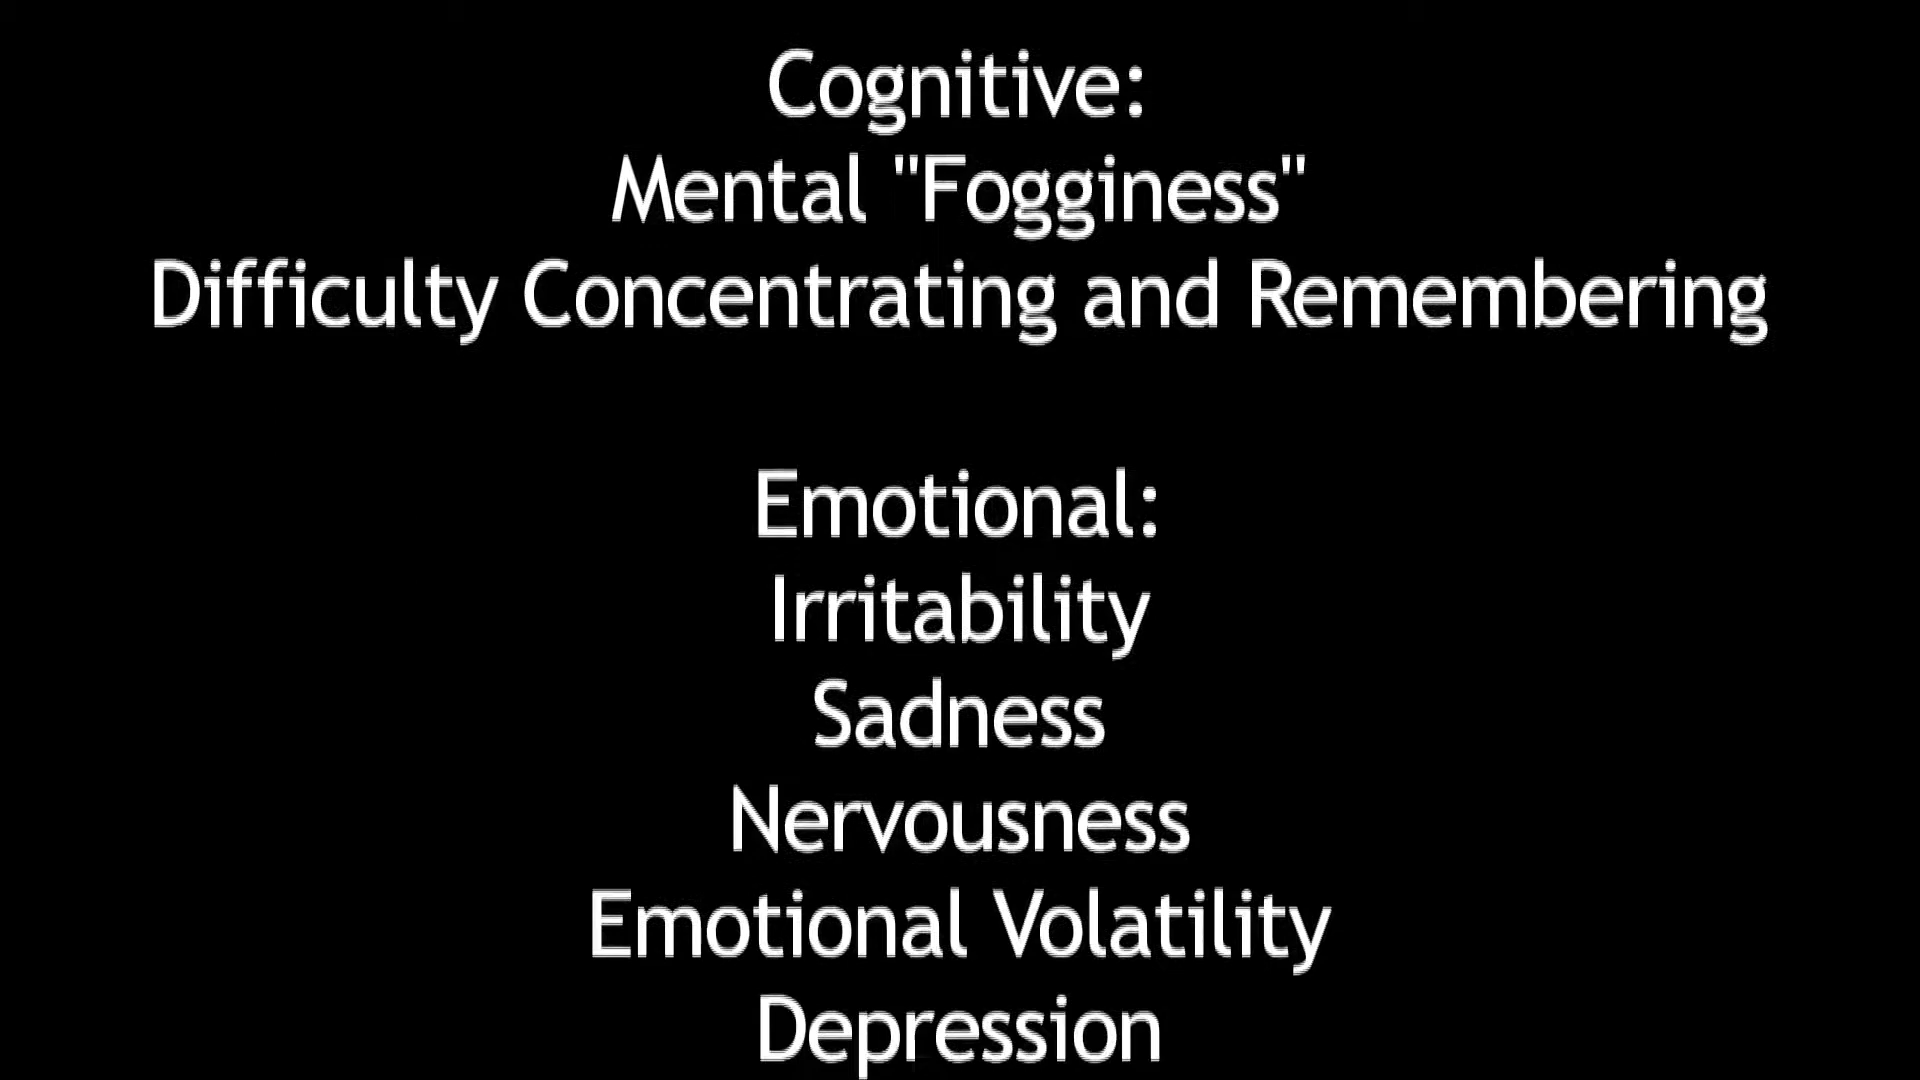 Cognitive:
Mental "Fogginess"
Difficulty Concentrating and Remembering
Emotional:
Irritability
Sadness
Nervousness
Emotional Volatility
Depression